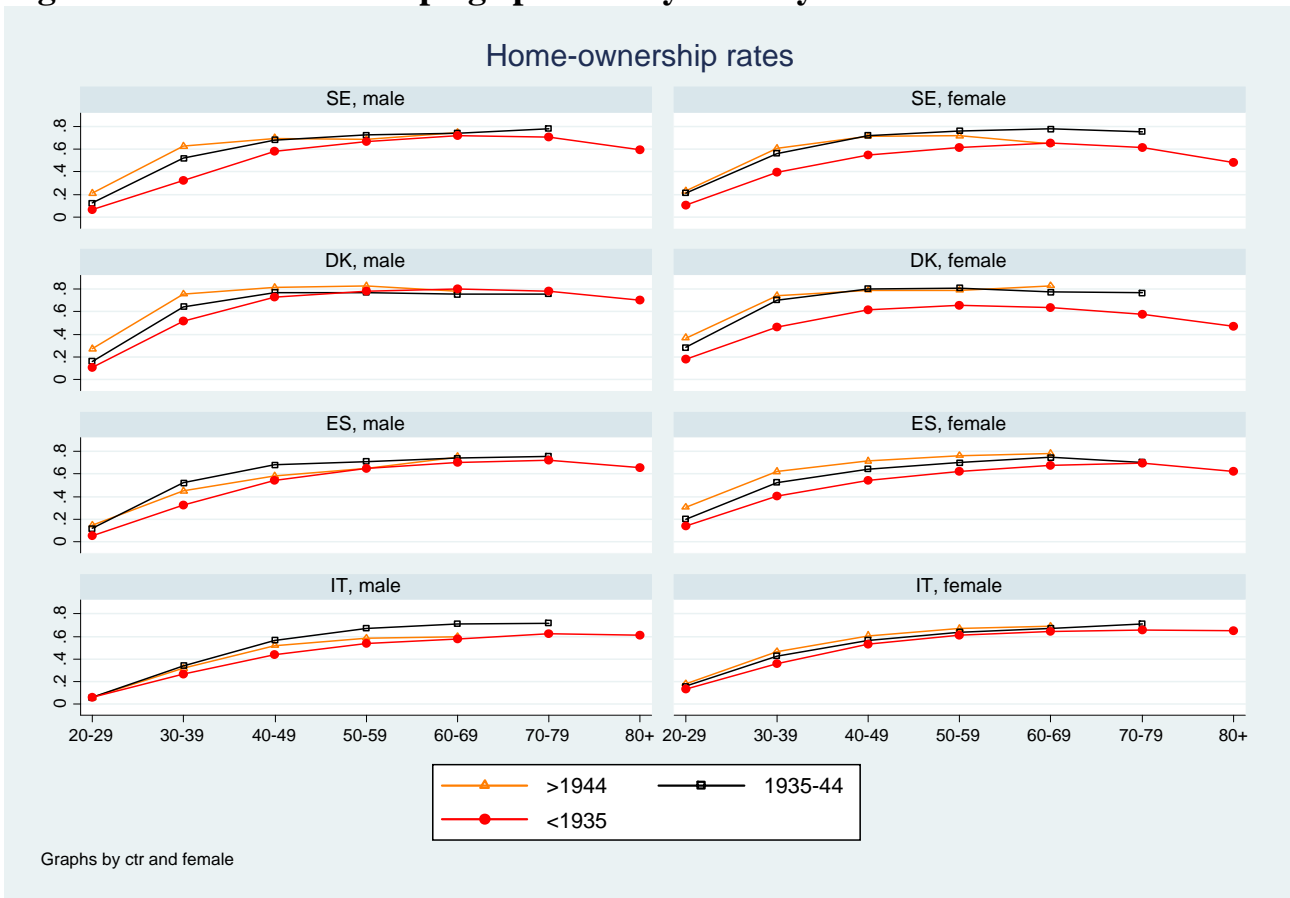 Home-ownership rates
SE, male
SE, female
.8
.6
.4
.2
0
DK, male
DK, female
.8
.6
.4
.2
0
ES, male
ES, female
.8
.6
.4
.2
0
IT, male
IT, female
.8
.6
.4
.2
0
20-29 30-39 40-49 50-59 60-69 70-79 80+ 20-29 30-39 40-49 50-59 60-69 70-79 80+
>1944 1935-44
<1935
Graphs by ctr and female